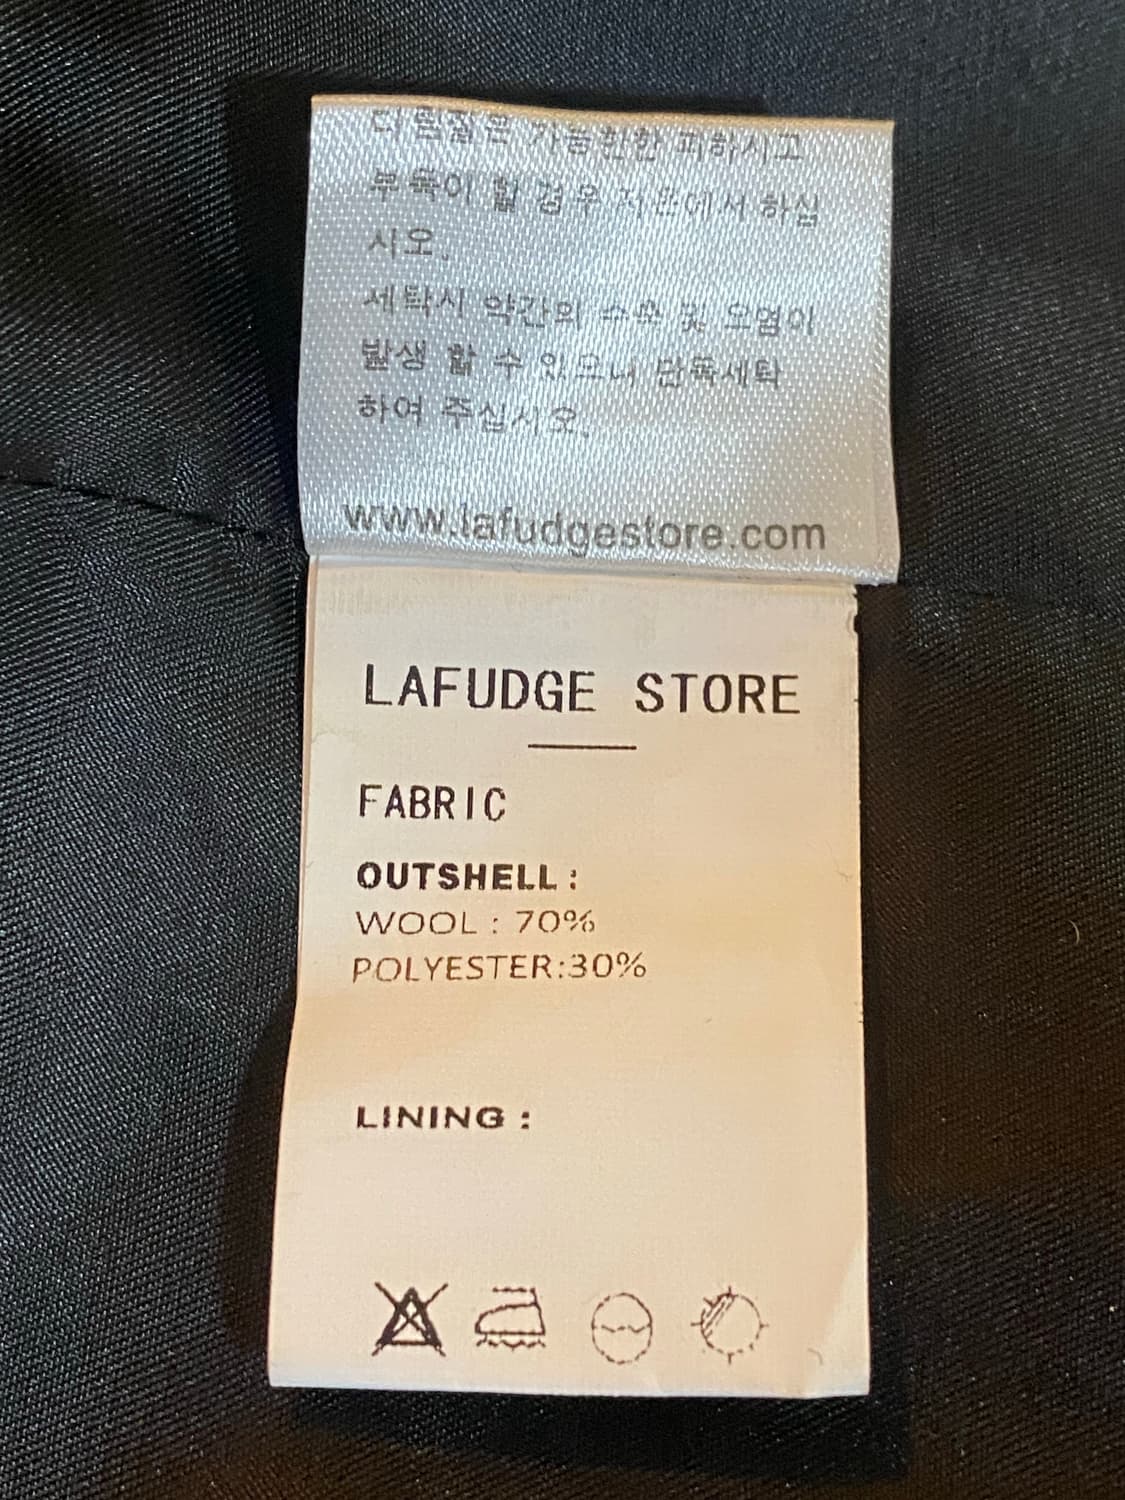 다림질은 가능한한 피하시고
부득이 할 경우 저온에서 하십
시오.
세탁시 약간의 수축 및 오염이
발생 할 수 있으니 단독세탁
하여 주십시오.
www.lafudgestore.com
LAFUDGE STORE
FABRIC
OUTSHELL :
WOOL : 70%
POLYESTER:30%
LINING :